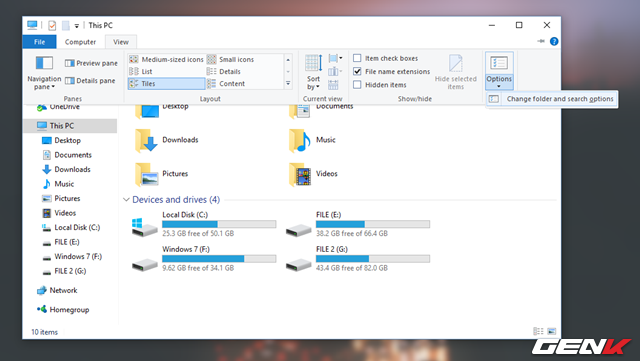 This PC
File
Computer
View
Navigation pane
Preview pane
Details pane
Panes
Medium-sized icons
Small icons
List
Details
Tiles
Content
Layout
Sort by
Current view
Item check boxes
File name extensions
Hidden items
Hide selected items
Show/hide
Options
Change folder and search options
OneDrive
This PC
Desktop
Documents
Downloads
Music
Pictures
Videos
Local Disk (C:)
FILE (E:)
Windows 7 (F:)
FILE 2 (G:)
Network
Homegroup
Desktop
Documents
Downloads
Music
Pictures
Videos
Devices and drives (4)
Local Disk (C:)
25.3 GB free of 50.1 GB
FILE (E:)
38.2 GB free of 66.4 GB
Windows 7 (F:)
9.62 GB free of 34.1 GB
FILE 2 (G:)
43.4 GB free of 82.0 GB
10 items
GENK